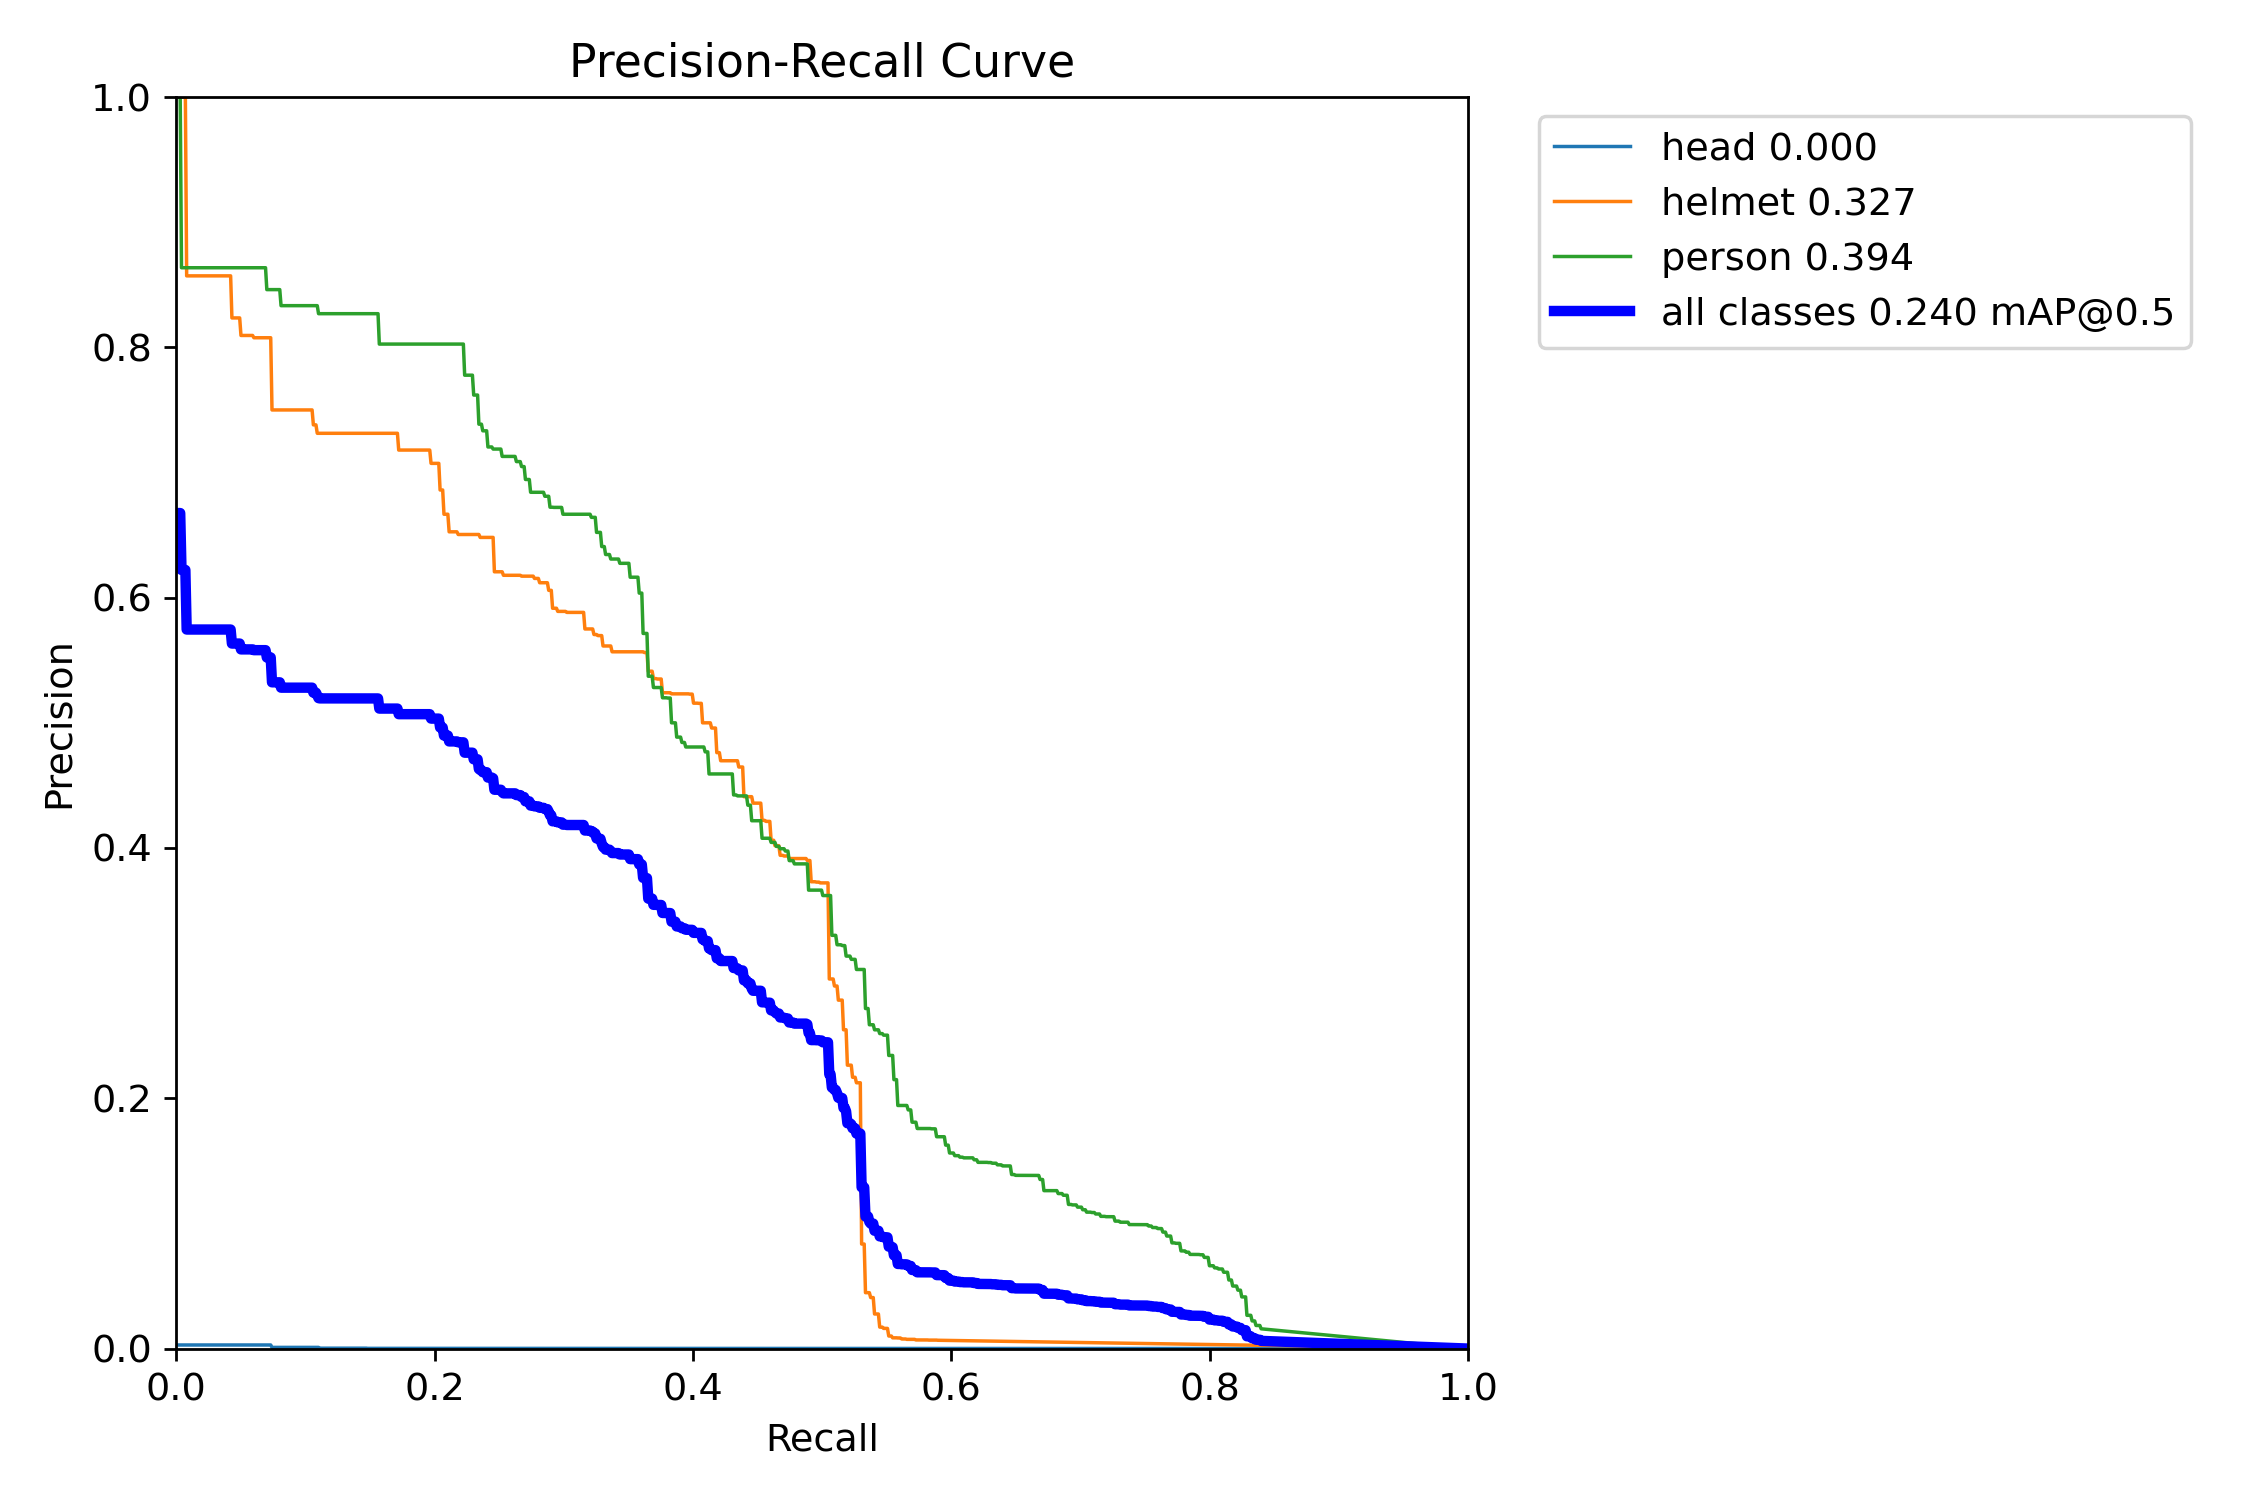 Precision-Recall Curve
1.0
0.8
0.6
0.4
0.2
0.0
Precision
0.0 0.2 0.4 0.6 0.8 1.0
Recall
head 0.000
helmet 0.327
person 0.394
all classes 0.240 mAP@0.5